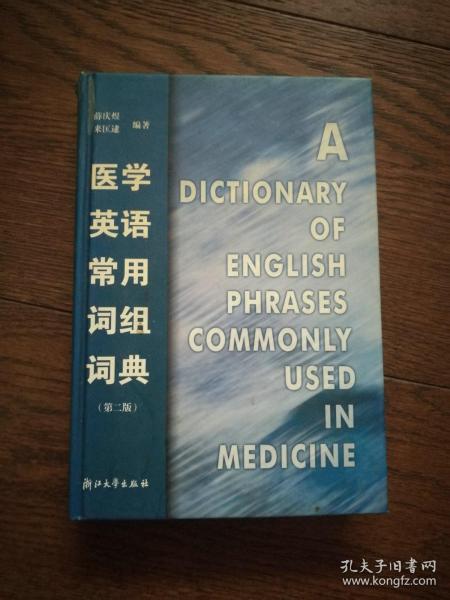 薛庆煜
来匡逮 编著
医学
英语
常用
词组
词典
(第二版)
浙江大学出版社
A
DICTIONARY
OF
ENGLISH
PHRASES
COMMONLY
USED
IN
MEDICINE
孔夫子旧书网
www.kongfz.com